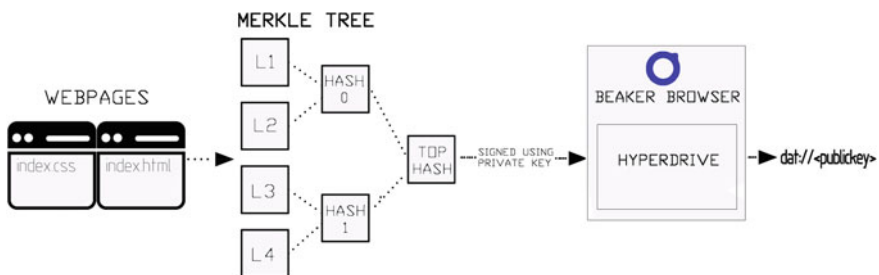 MERKLE TREE
WEBPAGES
index.css
index.html
L1
L2
L3
L4
HASH
0
HASH
1
TOP
HASH
SIGNED USING
PRIVATE KEY
BEAKER BROWSER
HYPERDRIVE
dat://<publickey>